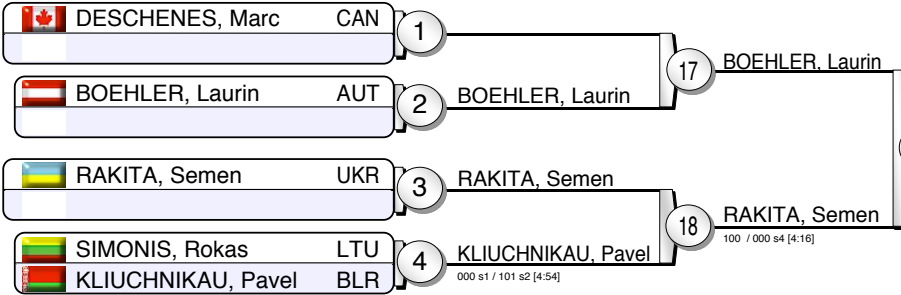 DESCHENES, Marc CAN
1
17
BOEHLER, Laurin
BOEHLER, Laurin AUT
2
BOEHLER, Laurin
RAKITA, Semen UKR
3
RAKITA, Semen
18
RAKITA, Semen
100 / 000 s4 [4:16]
SIMONIS, Rokas LTU
KLIUCHNIKAU, Pavel BLR
4
KLIUCHNIKAU, Pavel
000 s1 / 101 s2 [4:54]